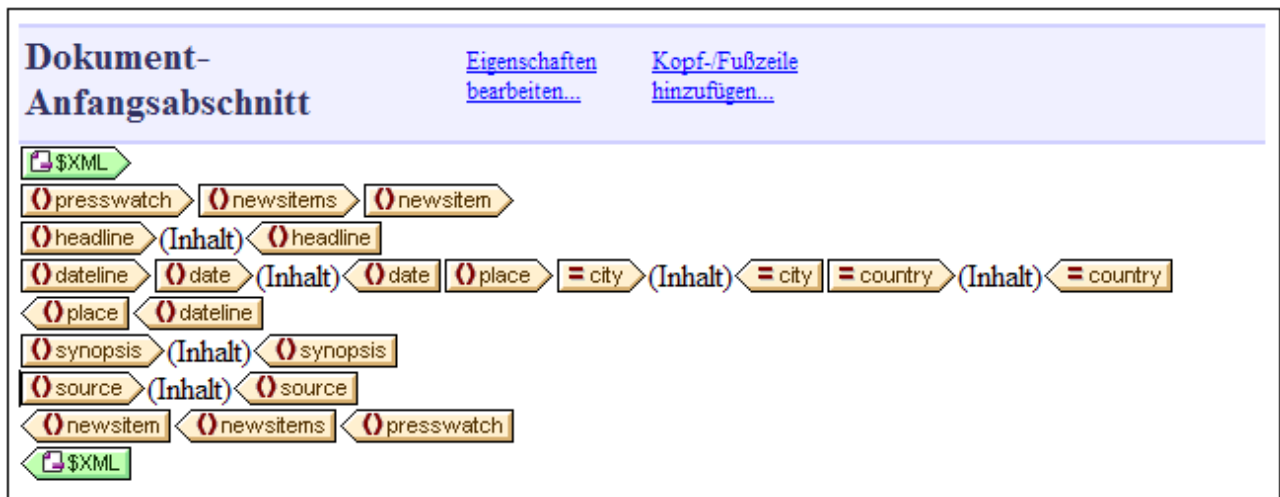 Dokument- Eigenschaften Kopf-/Fußzeile
Anfangsabschnitt bearbeiten... hinzufügen...
$XML
()presswatch ()newsitems ()newsitem
()headline (Inhalt) ()headline
()dateline ()date (Inhalt) ()date ()place =city (Inhalt) =city =country (Inhalt) =country
()place ()dateline
()synopsis (Inhalt) ()synopsis
()source (Inhalt) ()source
()newsitem ()newsitems ()presswatch
$XML